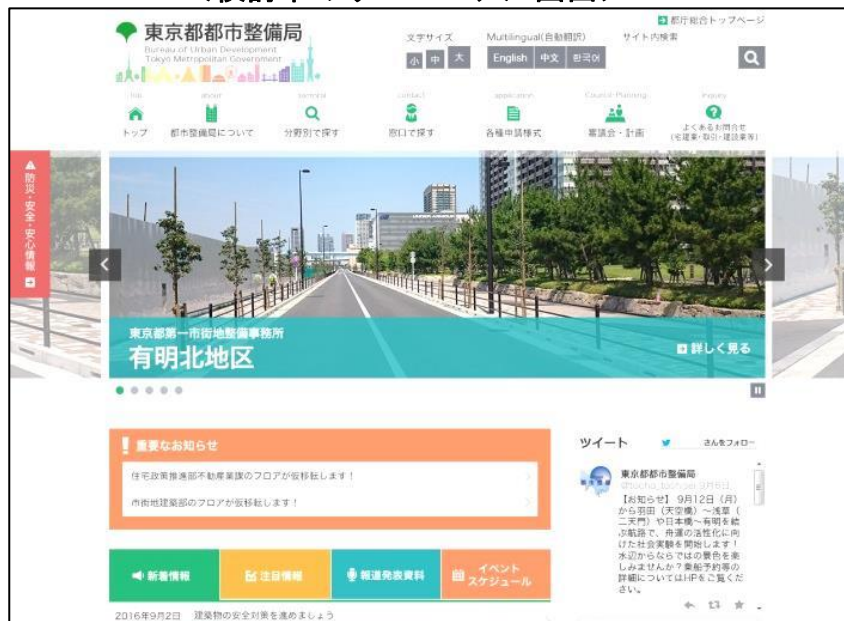 都庁総合トップページ
東京都都市整備局
Bureau of Urban Development
Tokyo Metropolitan Government
文字サイズ
小 中 大
Multilingual(自動翻訳)
English 中文 한국어
サイト内検索
about
contact
application
トップ
都市整備局について
分野別で探す
窓口で探す
各種申請様式
審議会・計画
よくあるお問合せ
(宅建業・取引・建設業等)
防災・安全・安心情報
東京都第一市街地整備事務所
有明北地区
詳しく見る
重要なお知らせ
住宅政策推進部不動産業課のフロアが仮移転します!
市街地建築部のフロアが仮移転します!
ツイート
さんをフォロー
東京都都市整備局
9月6日
【お知らせ】 9月12日(月)
から羽田(天空橋)~浅草(
二天門)や日本橋~有明を結
ぶ航路で、舟運の活性化に向
けた社会実験を開始します!
水辺からならではの景色を楽
しみませんか?乗船予約等の
詳細についてはHPをご覧くだ
さい。
新着情報
注目情報
報道発表資料
イベント
スケジュール
2016年9月2日 建築物の安全対策を進めましょう